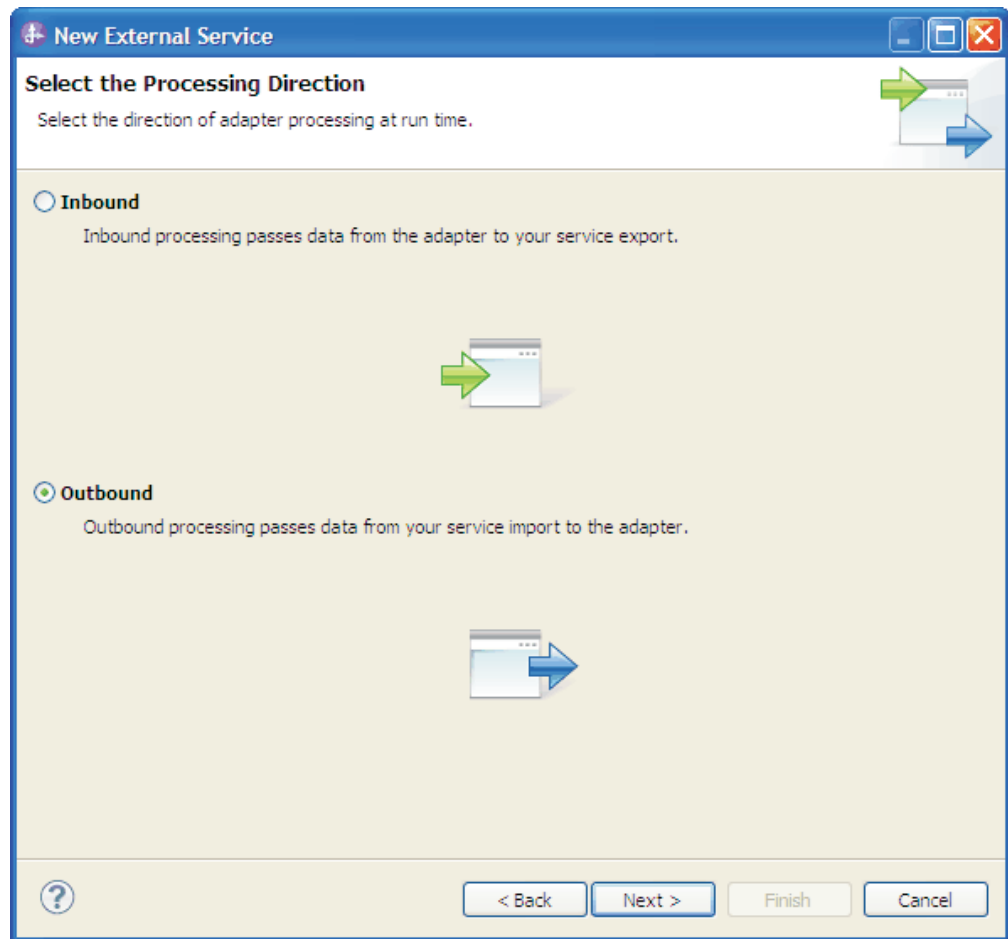 New External Service
Select the Processing Direction
Select the direction of adapter processing at run time.
Inbound
Inbound processing passes data from the adapter to your service export.
Outbound
Outbound processing passes data from your service import to the adapter.
?
< Back
Next >
Finish
Cancel